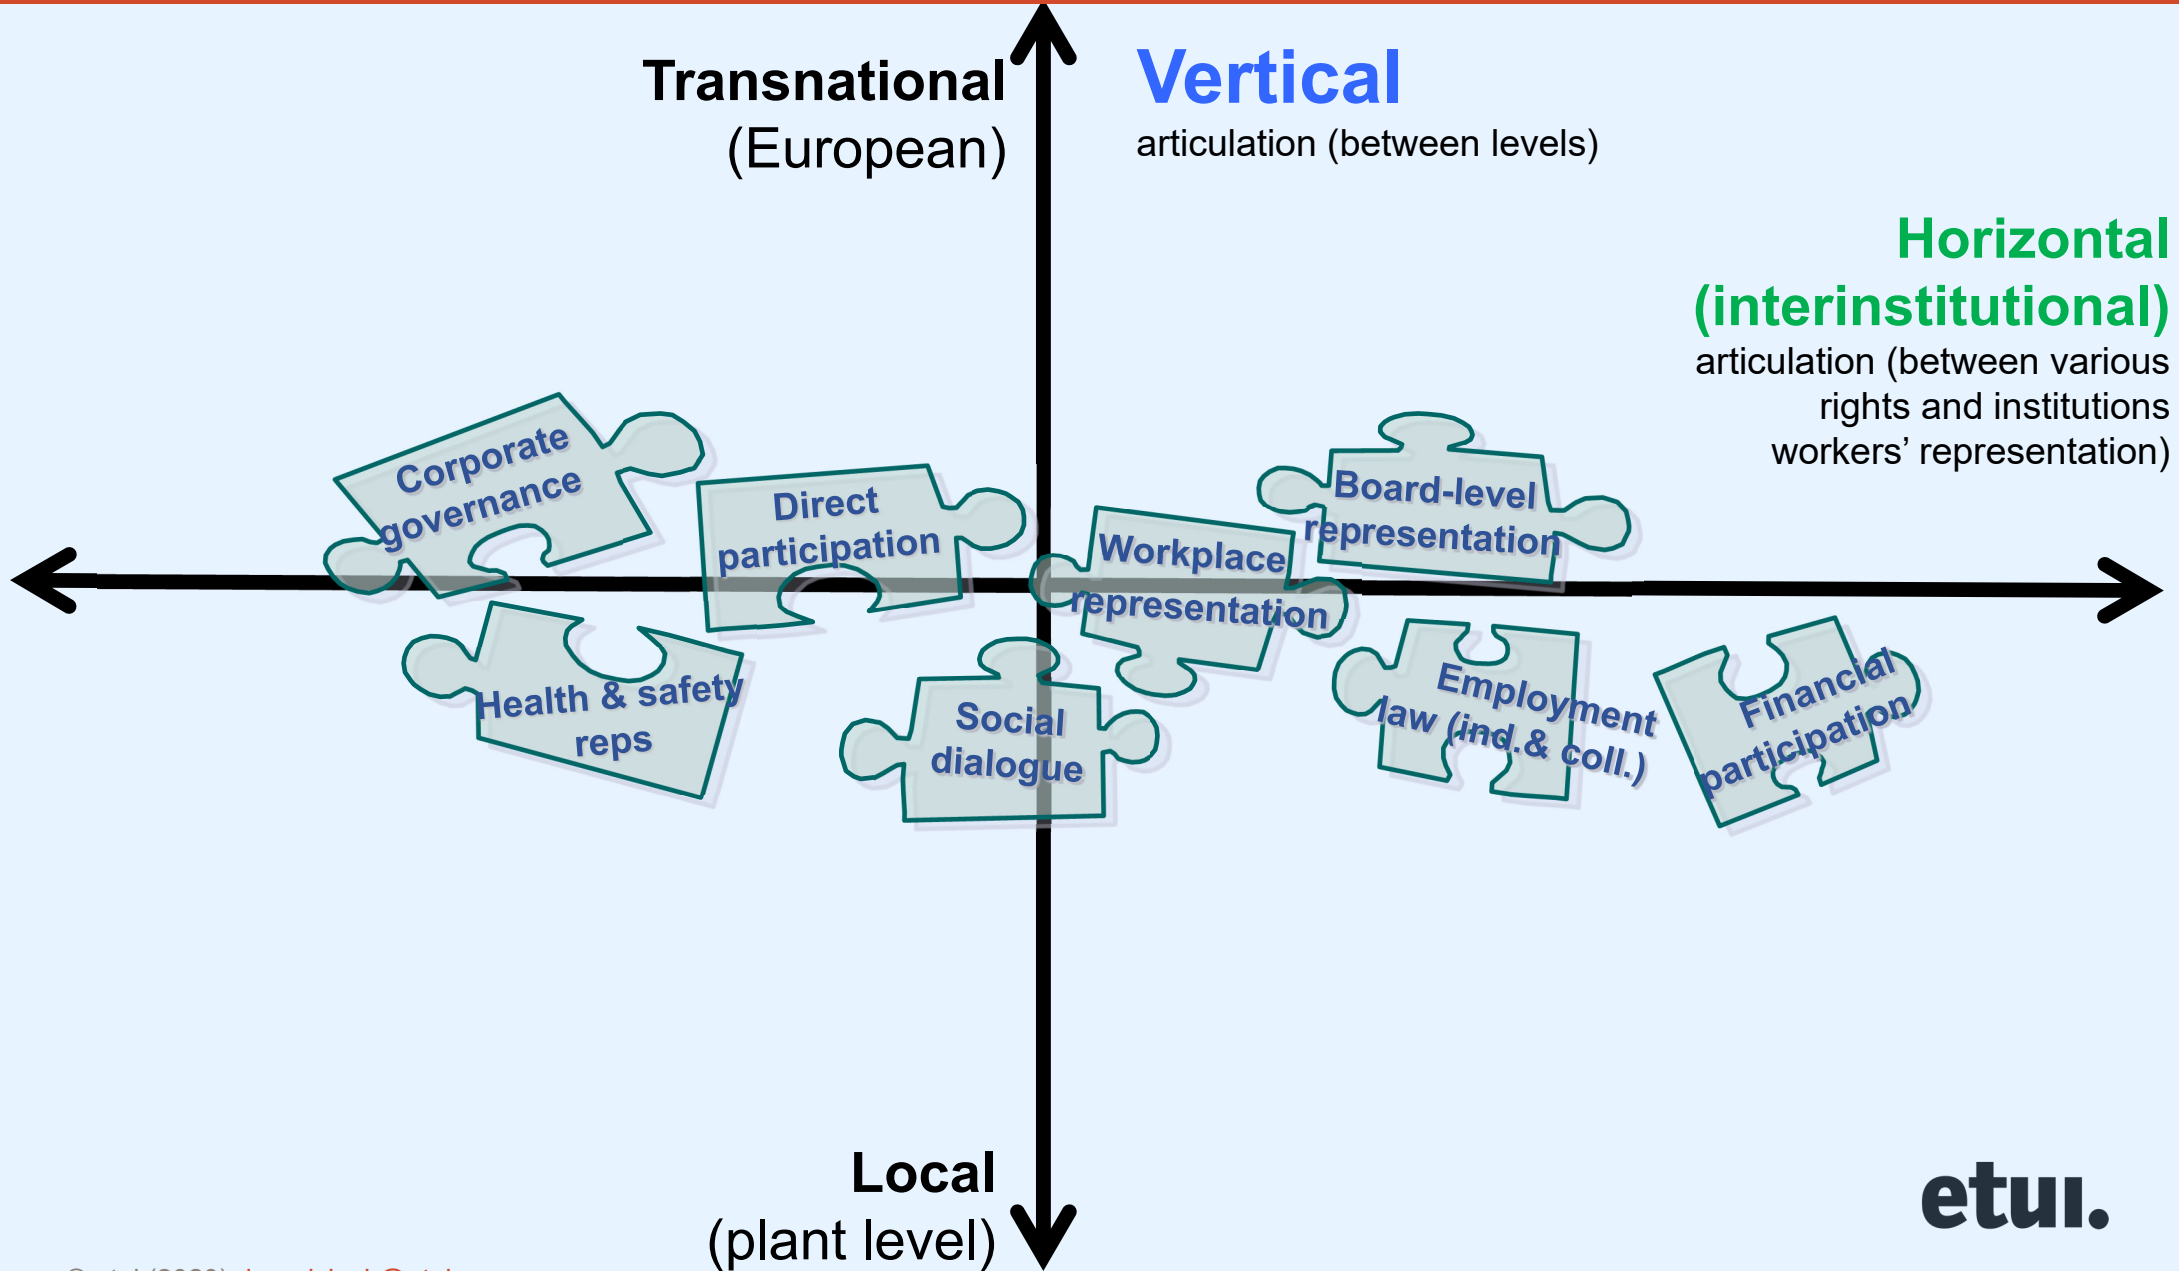 Transnational
(European)
Vertical
articulation (between levels)
Horizontal
(interinstitutional)
articulation (between various
rights and institutions
workers’ representation)
Corporate
governance
Direct
participation
Workplace
representation
Board-level
representation
Health & safety
reps
Social
dialogue
Employment
law (ind.& coll.)
Financial
participation
Local
(plant level)
etui.